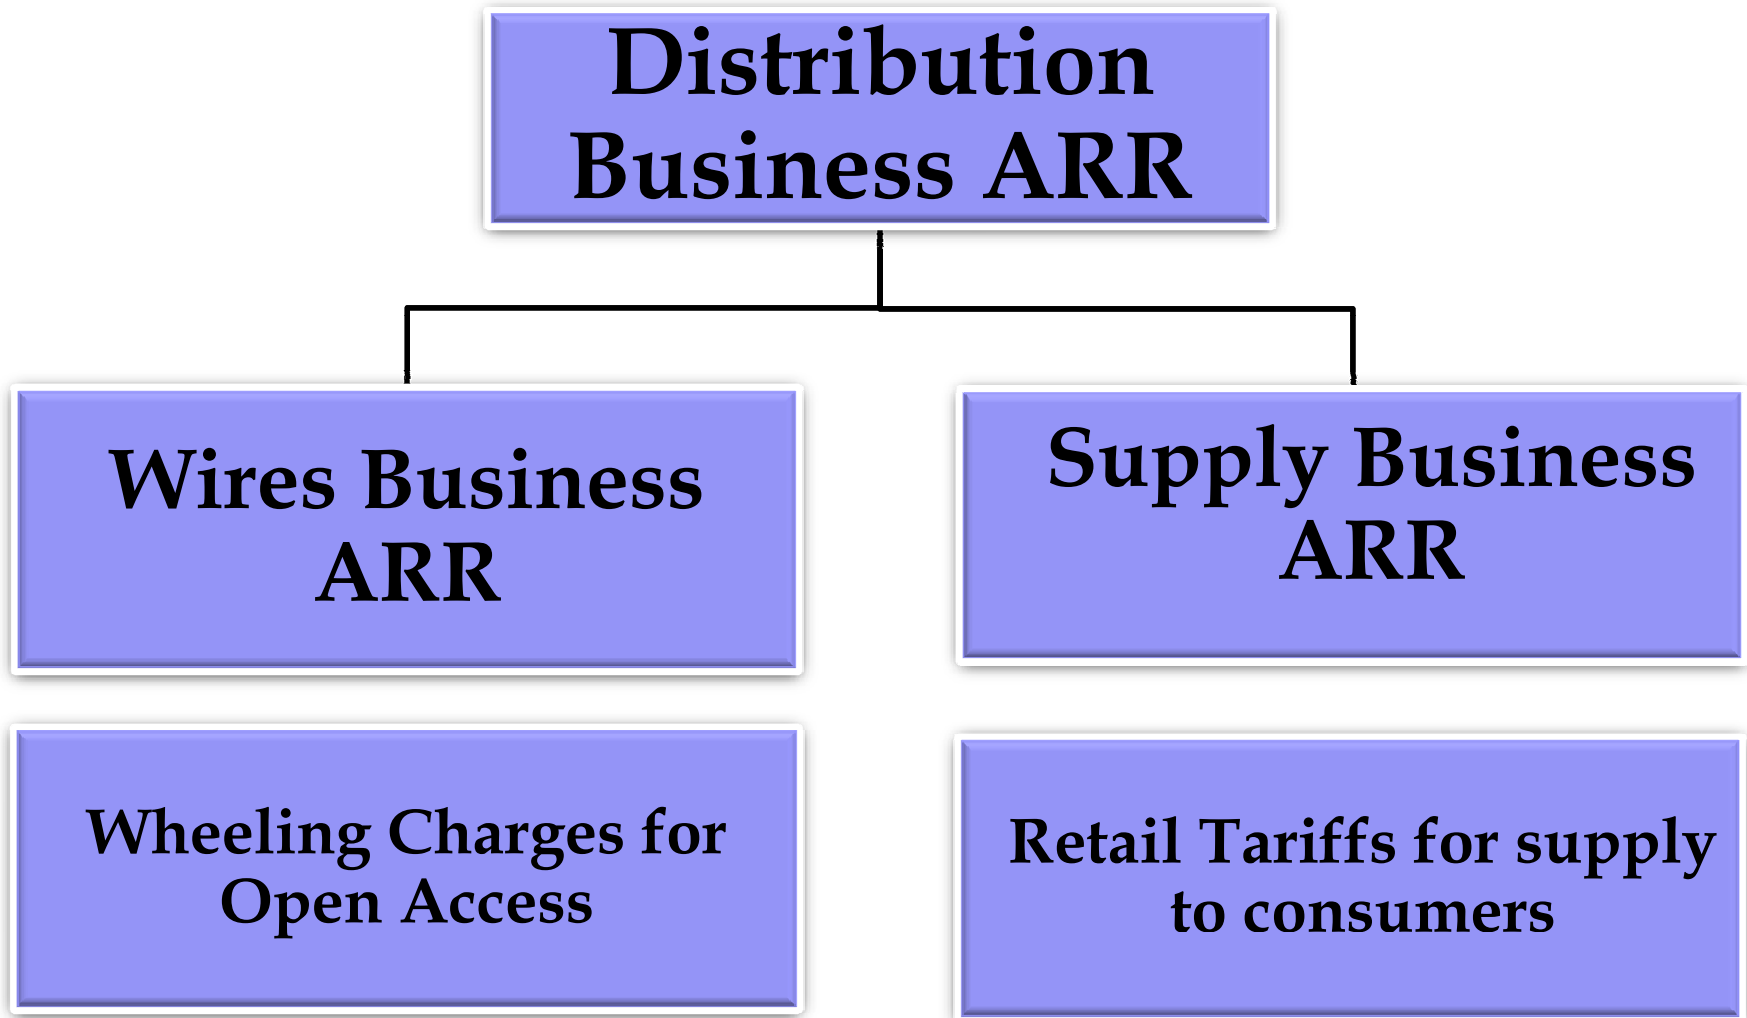 Distribution
Business ARR
Wires Business
ARR
Supply Business
ARR
Wheeling Charges for
Open Access
Retail Tariffs for supply
to consumers